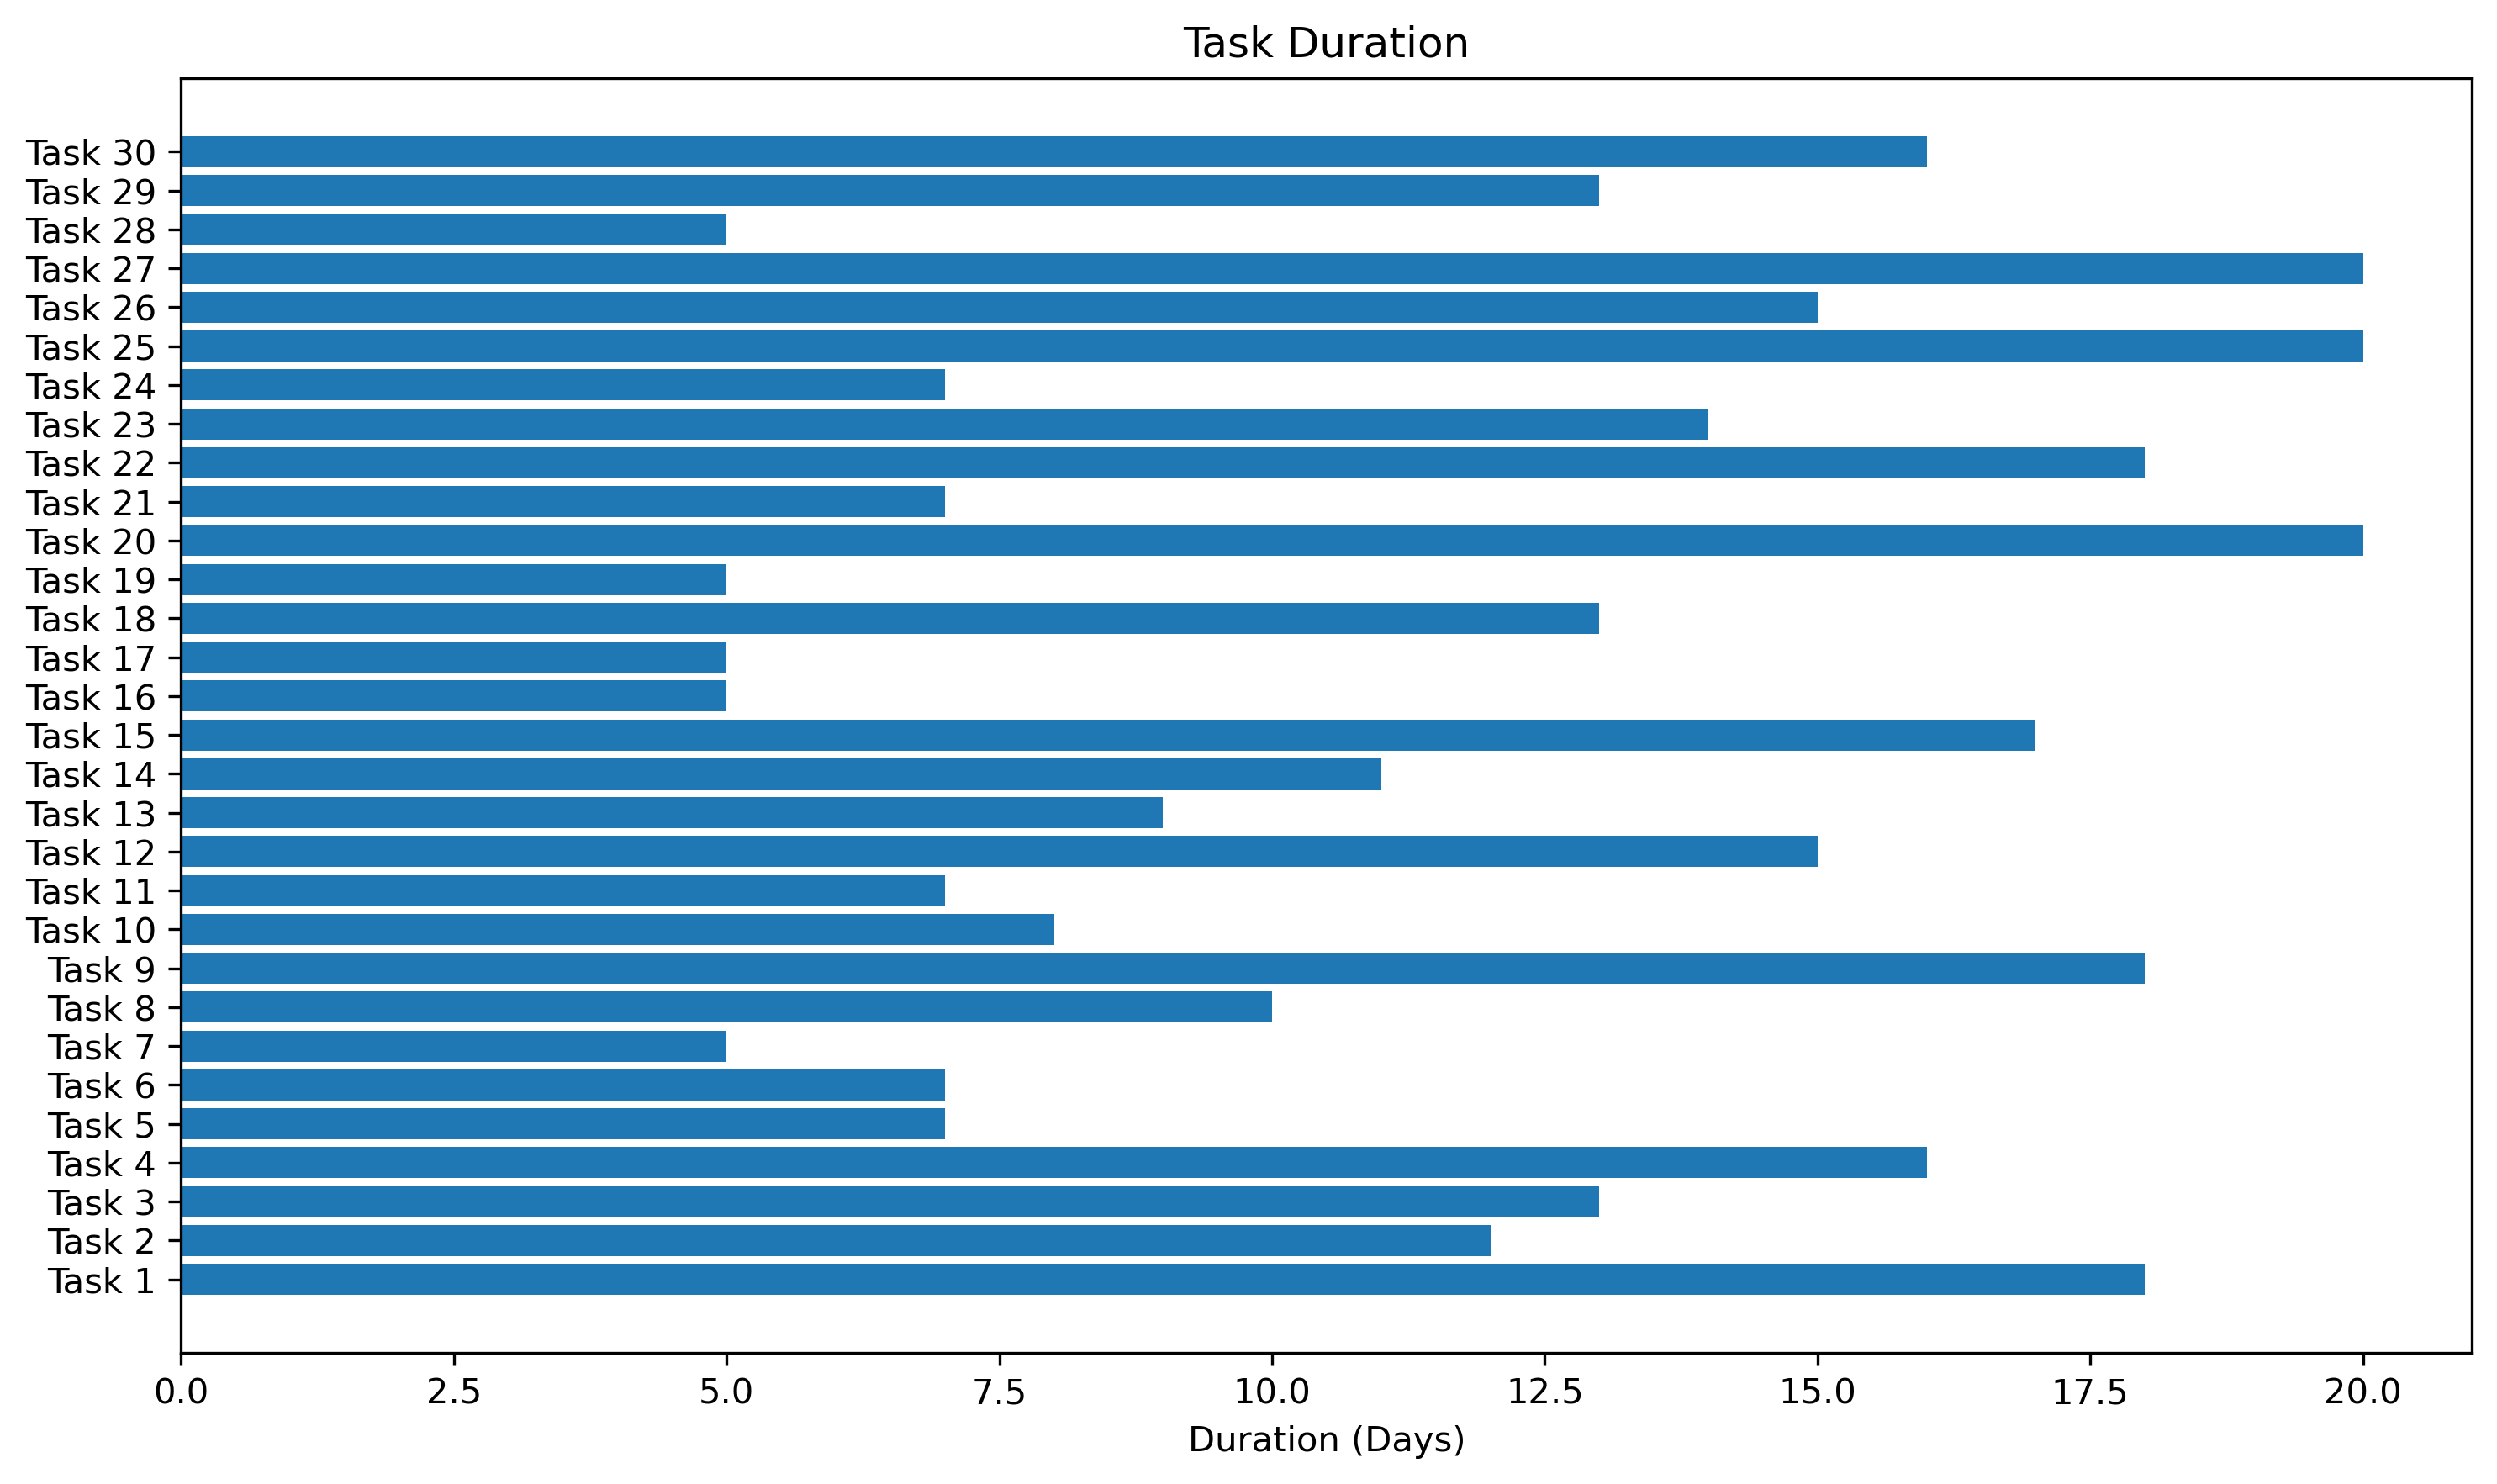 Task Duration
Task 30
Task 29
Task 28
Task 27
Task 26
Task 25
Task 24
Task 23
Task 22
Task 21
Task 20
Task 19
Task 18
Task 17
Task 16
Task 15
Task 14
Task 13
Task 12
Task 11
Task 10
Task 9
Task 8
Task 7
Task 6
Task 5
Task 4
Task 3
Task 2
Task 1
0.0 2.5 5.0 7.5 10.0 12.5 15.0 17.5 20.0
Duration (Days)